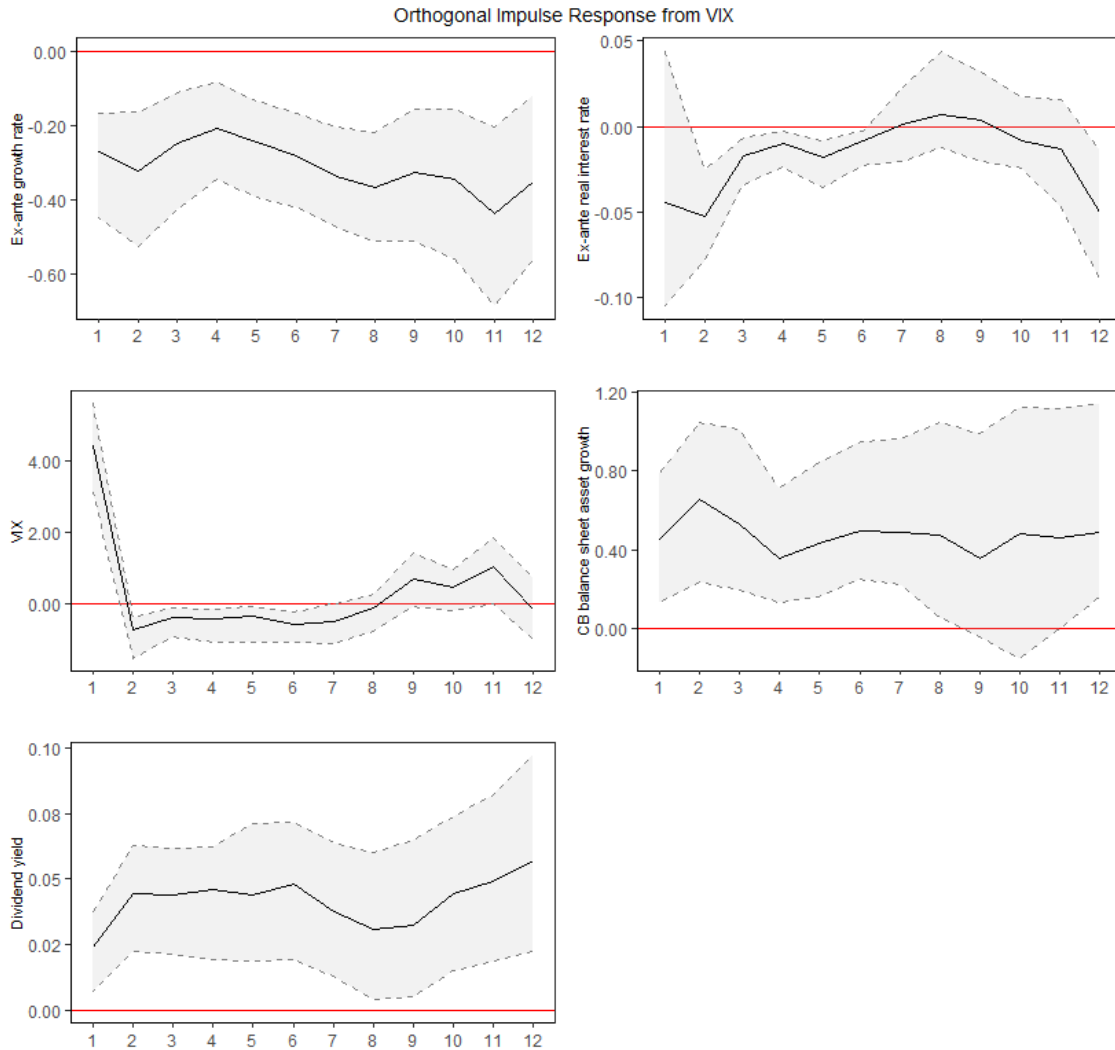 Orthogonal Impulse Response from VIX
Ex-ante growth rate
0.00
-0.20
-0.40
-0.60
1 2 3 4 5 6 7 8 9 10 11 12
Ex-ante real interest rate
0.05
0.00
-0.05
-0.10
1 2 3 4 5 6 7 8 9 10 11 12
VIX
4.00
2.00
0.00
1 2 3 4 5 6 7 8 9 10 11 12
CB balance sheet asset growth
1.20
0.80
0.40
0.00
1 2 3 4 5 6 7 8 9 10 11 12
Dividend yield
0.10
0.08
0.05
0.02
0.00
1 2 3 4 5 6 7 8 9 10 11 12